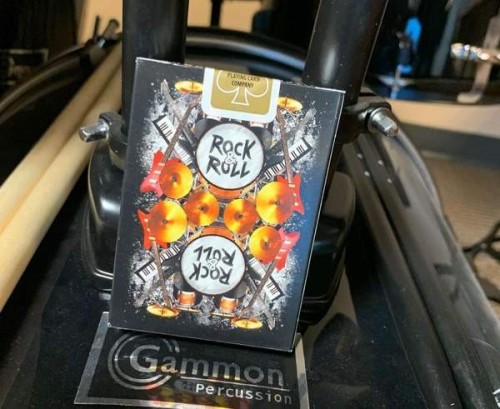 PLAYING CARD
COMPANY
ROCK
&
ROLL
ROCK
&
ROLL
Gammon
Percussion